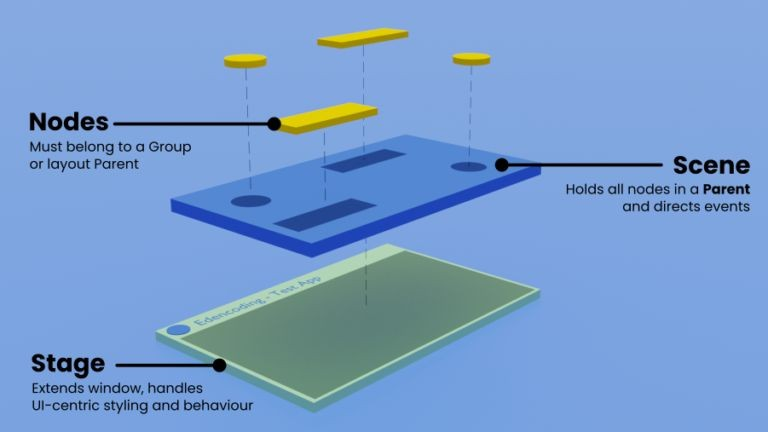 Nodes
Must belong to a Group
or layout Parent
Scene
Holds all nodes in a Parent
and directs events
Edencoding - Test App
Stage
Extends window, handles
UI-centric styling and behaviour